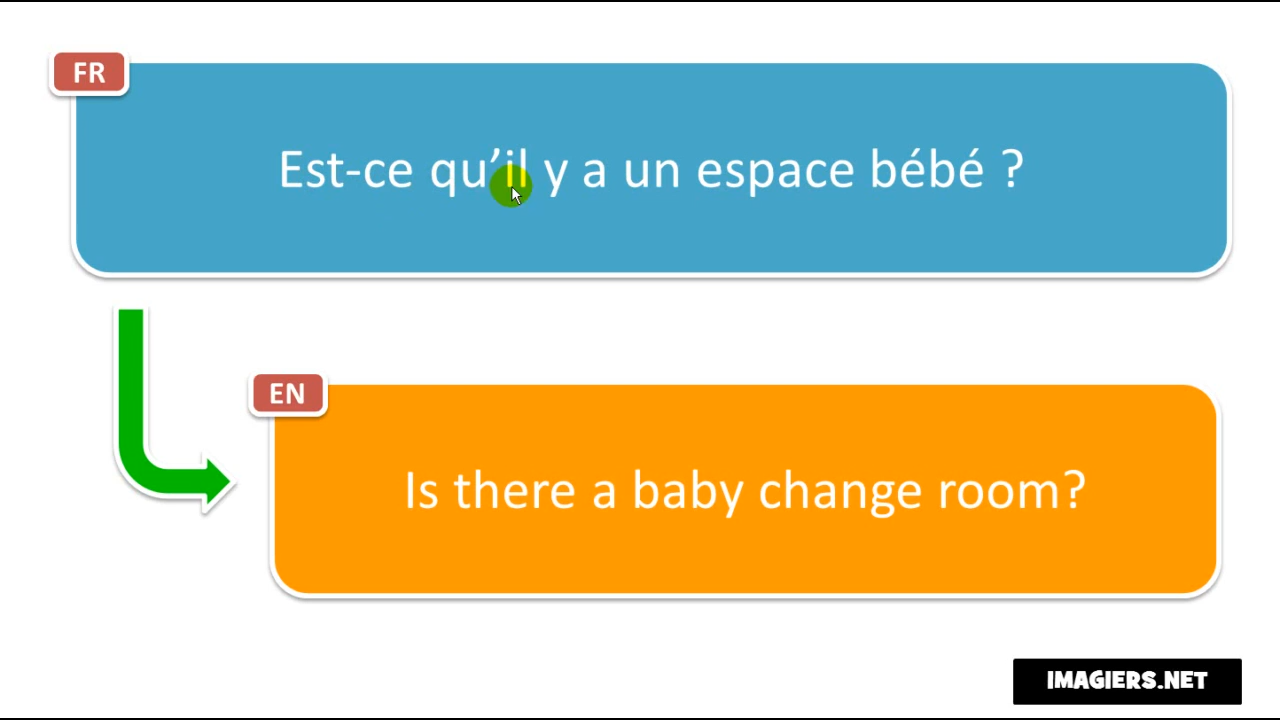 FR
Est-ce qu’il y a un espace bébé ?
EN
Is there a baby change room?
IMAGIERS.NET